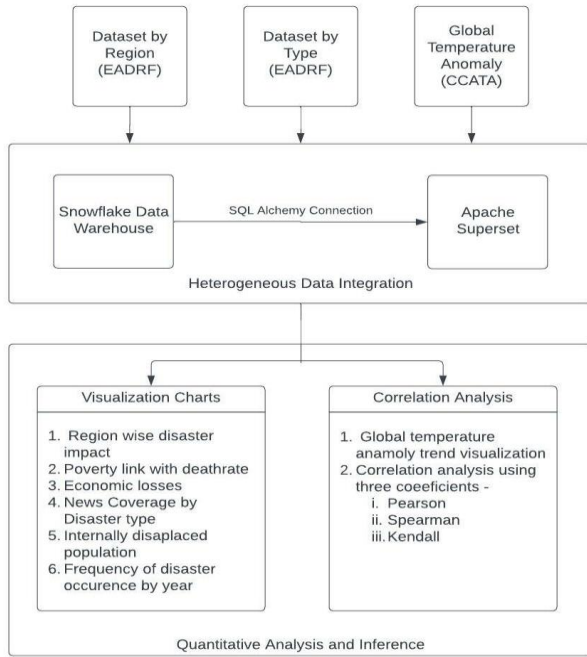 Dataset by
Region
(EADRF)
Dataset by
Type
(EADRF)
Global
Temperature
Anomaly
(CCATA)
Snowflake Data
Warehouse
SQL Alchemy Connection
Apache
Superset
Heterogeneous Data Integration
Visualization Charts
1. Region wise disaster
impact
2. Poverty link with deathrate
3. Economic losses
4. News Coverage by
Disaster type
5. Internally disaplaced
population
6. Frequency of disaster
occurence by year
Correlation Analysis
1. Global temperature
anamoly trend visualization
2. Correlation analysis using
three coeeficients -
i. Pearson
ii. Spearman
iii. Kendall
Quantitative Analysis and Inference